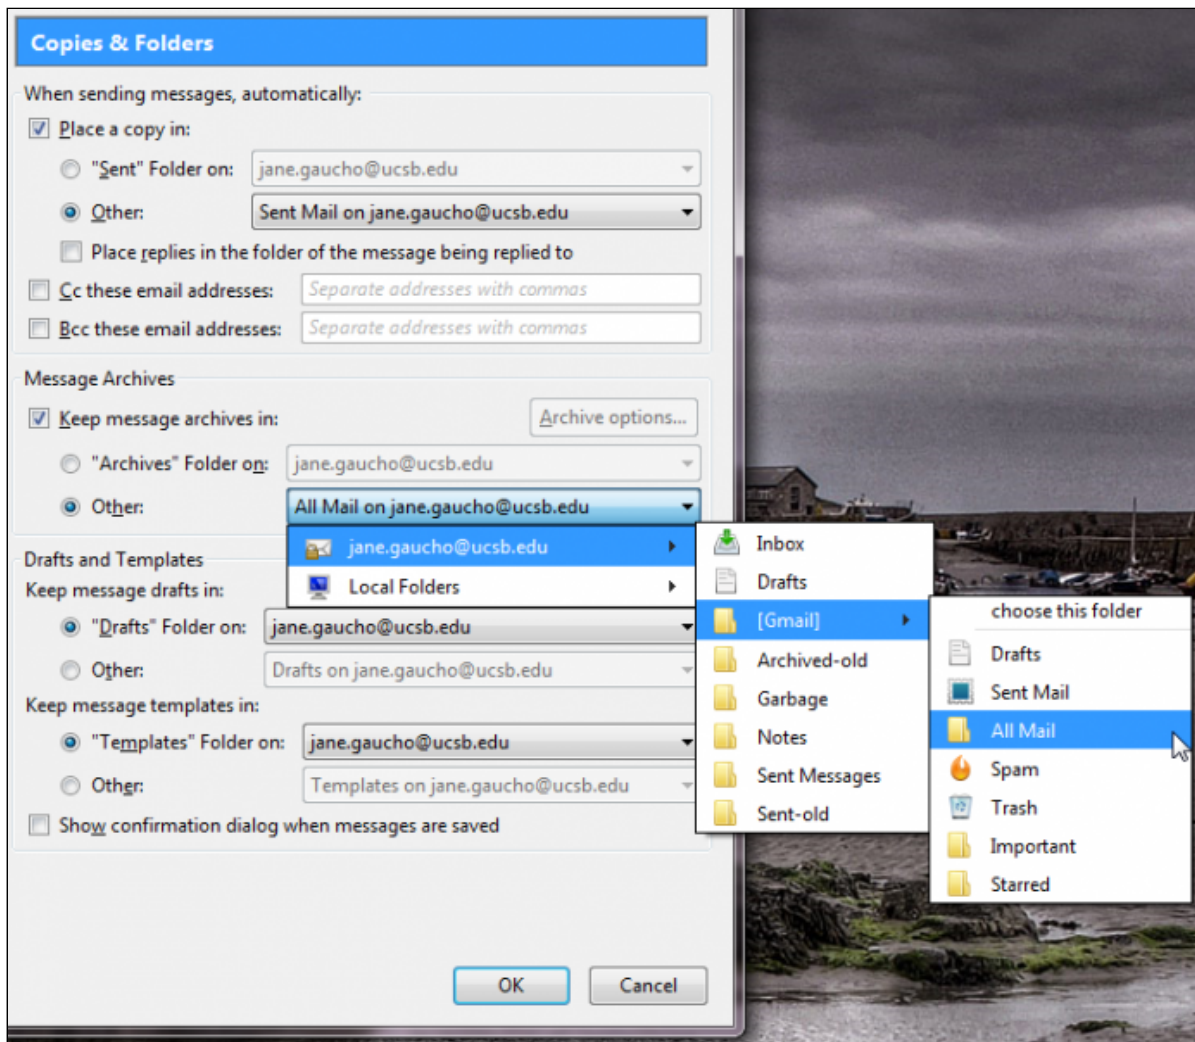 Copies & Folders
When sending messages, automatically:
Place a copy in:
"Sent" Folder on: jane.gaucho@ucsb.edu
Other: Sent Mail on jane.gaucho@ucsb.edu
Place replies in the folder of the message being replied to
Cc these email addresses: Separate addresses with commas
Bcc these email addresses: Separate addresses with commas
Message Archives
Keep message archives in: Archive options...
"Archives" Folder on: jane.gaucho@ucsb.edu
Other: All Mail on jane.gaucho@ucsb.edu
jane.gaucho@ucsb.edu
Local Folders
Inbox
Drafts
[Gmail]
Archived-old
Garbage
Notes
Sent Messages
Sent-old
choose this folder
Drafts
Sent Mail
All Mail
Spam
Trash
Important
Starred
Drafts and Templates
Keep message drafts in:
"Drafts" Folder on: jane.gaucho@ucsb.edu
Other: Drafts on jane.gaucho@ucsb.edu
Keep message templates in:
"Templates" Folder on: jane.gaucho@ucsb.edu
Other: Templates on jane.gaucho@ucsb.edu
Show confirmation dialog when messages are saved
OK Cancel